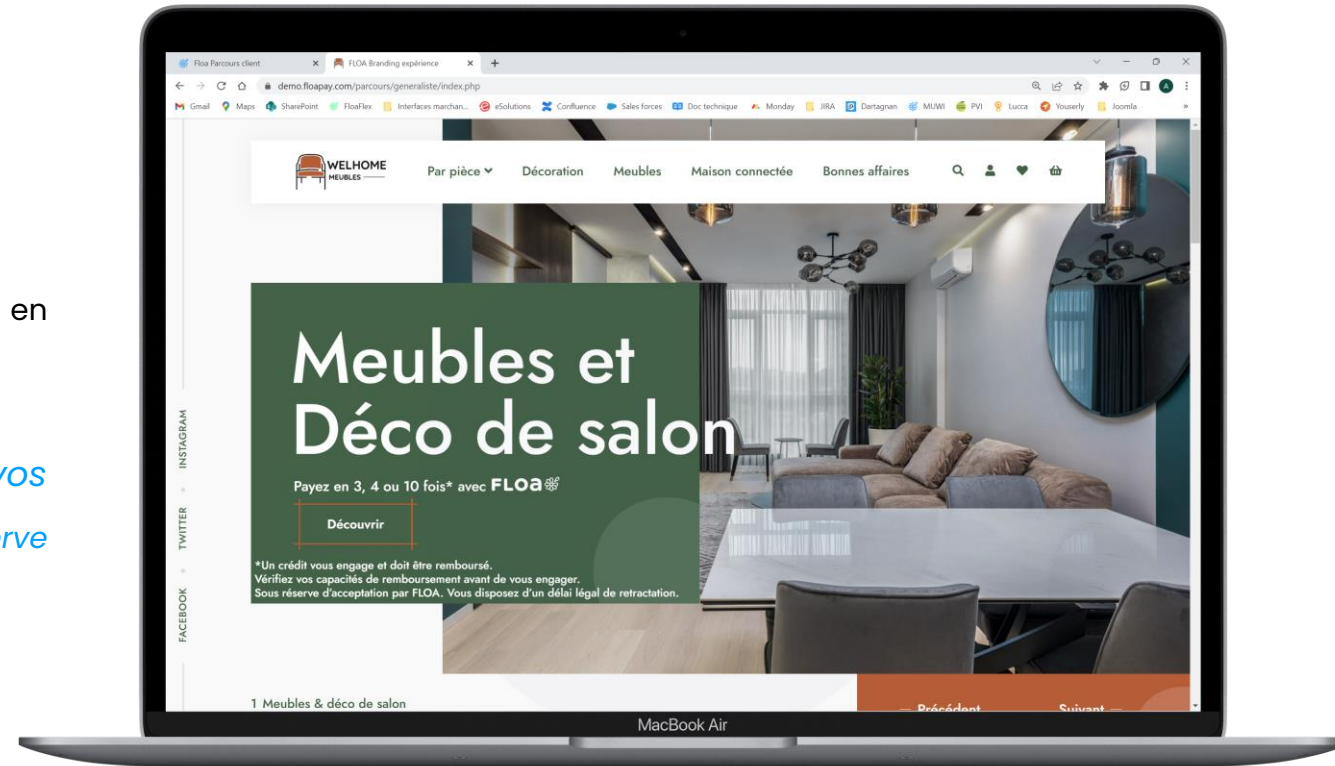 Floa Parcours client
FLOA Branding expérience
demo.floapay.com/parcours/generaliste/index.php
Gmail Maps SharePoint FloaFlex Interfaces marchan... eSolutions Confluence Sales forces Doc technique Monday JIRA Dartagnan MUWI PVI Lucca Youserly Joomla »
WELHOME
MEUBLES
Par pièce Décoration Meubles Maison connectée Bonnes affaires
en
Meubles et
Déco de salon
vos
erve
Payez en 3, 4 ou 10 fois* avec FLOa
Découvrir
*Un crédit vous engage et doit être remboursé.
Vérifiez vos capacités de remboursement avant de vous engager.
Sous réserve d'acceptation par FLOA. Vous disposez d'un délai légal de retractation.
INSTAGRAM
TWITTER
FACEBOOK
1 Meubles & déco de salon
Précédent Suivant
MacBook Air